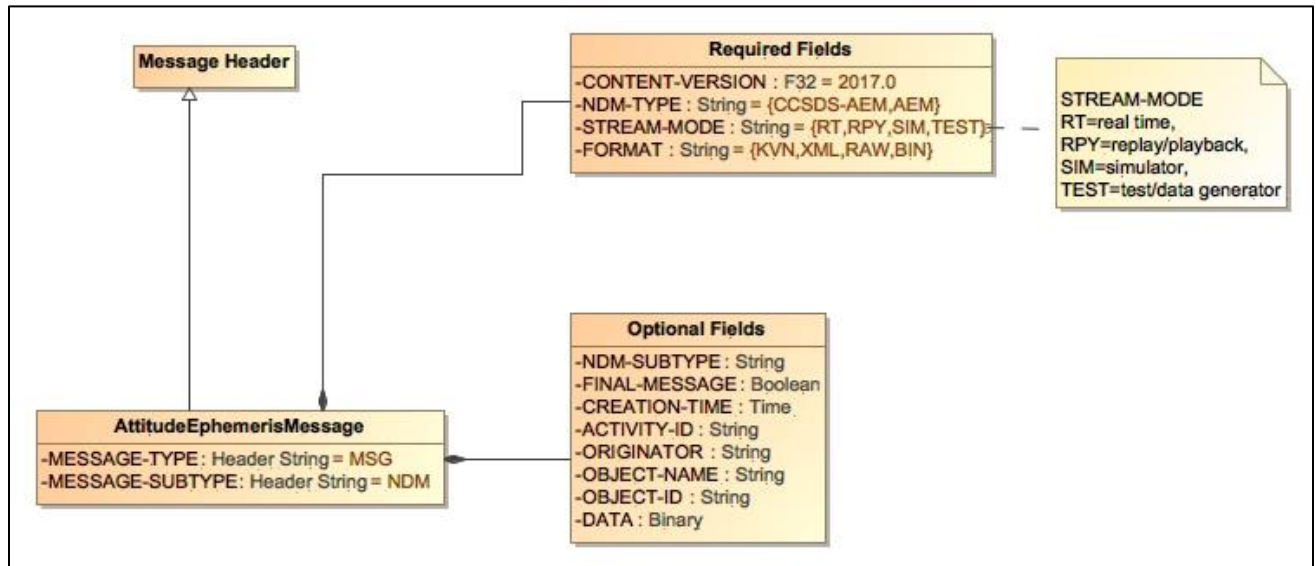 Message Header
Required Fields
-CONTENT-VERSION : F32 = 2017.0
-NDM-TYPE : String = {CCSDS-AEM,AEM}
-STREAM-MODE : String = {RT,RPY,SIM,TEST}
-FORMAT : String = {KVN,XML,RAW,BIN}
STREAM-MODE
RT=real time,
RPY=replay/playback,
SIM=simulator,
TEST=test/data generator
Optional Fields
-NDM-SUBTYPE : String
-FINAL-MESSAGE : Boolean
-CREATION-TIME : Time
-ACTIVITY-ID : String
-ORIGINATOR : String
-OBJECT-NAME : String
-OBJECT-ID : String
-DATA : Binary
AttitudeEphemerisMessage
-MESSAGE-TYPE: Header String = MSG
-MESSAGE-SUBTYPE: Header String = NDM